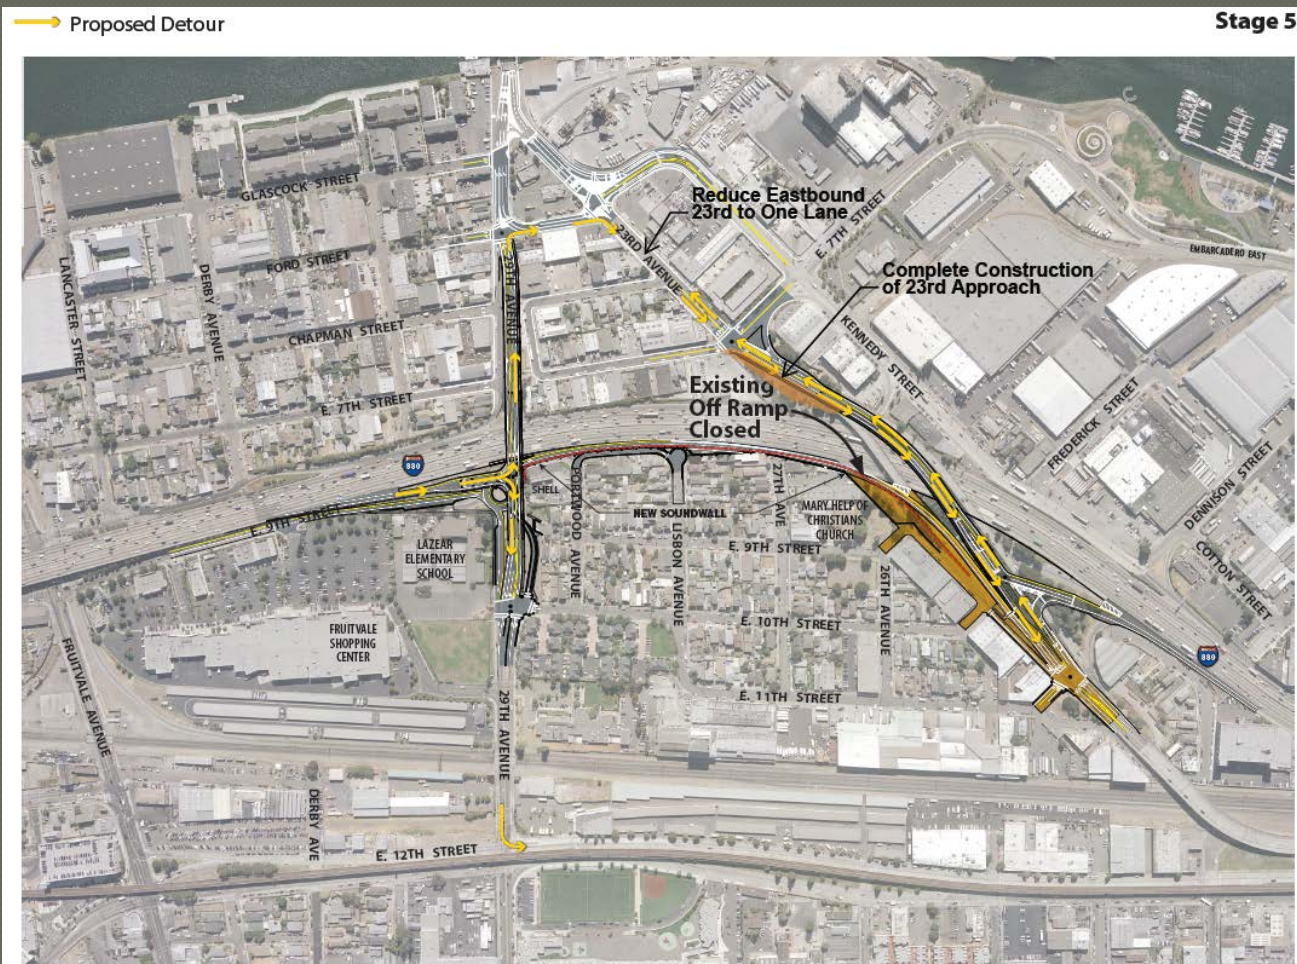 Proposed Detour
Stage 5
GLASCOCK STREET
Reduce Eastbound
23rd to One Lane
E. 7TH STREET
EMBARCADERO EAST
LANCASTER STREET
DERBY AVENUE
FORD STREET
29TH AVENUE
23RD AVENUE
Complete Construction
of 23rd Approach
CHAPMAN STREET
KENNEDY STREET
E. 7TH STREET
Existing
Off Ramp
Closed
FREDERICK STREET
DENNISON STREET
880
SHELL
PORTWOOD AVENUE
27TH AVE
NEW SOUNDWALL
MARY HELP OF
CHRISTIANS
CHURCH
E. 9TH STREET
LAZEAR
ELEMENTARY
SCHOOL
LISBON AVENUE
E. 9TH STREET
26TH AVENUE
COTTON STREET
E. 10TH STREET
FRUITVALE
SHOPPING
CENTER
880
FRUITVALE AVENUE
29TH AVENUE
E. 11TH STREET
DERBY AVE
E. 12TH STREET